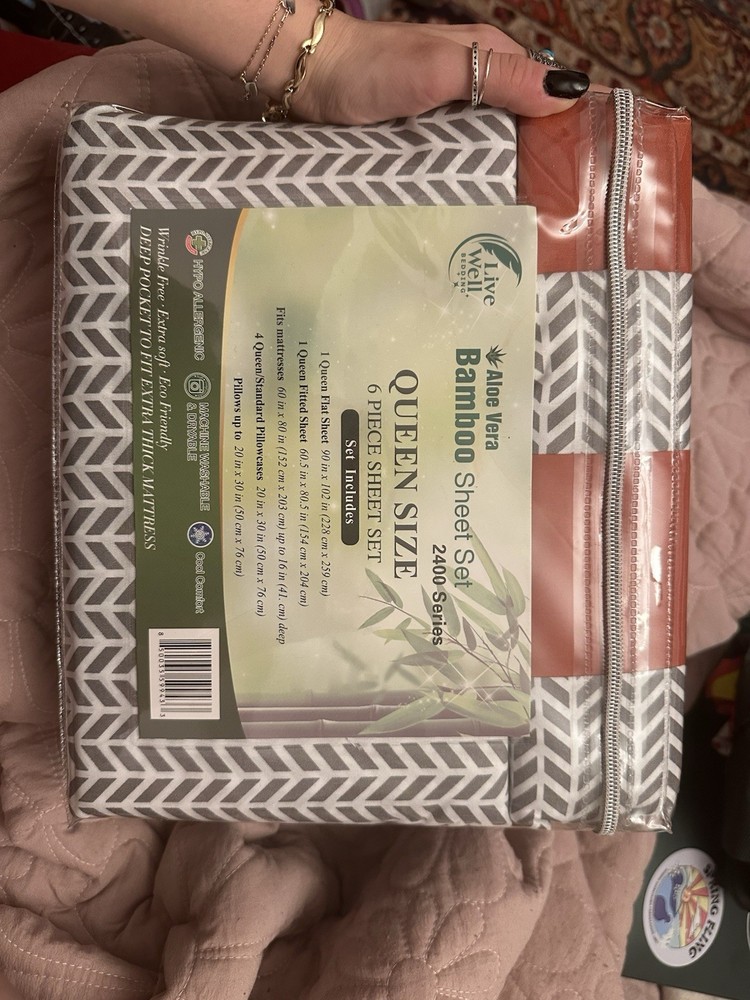 Live
Well
BEDDING
Aloe Vera
Bamboo Sheet Set
2400 Series
QUEEN SIZE
6 PIECE SHEET SET
Set Includes
1 Queen Flat Sheet 90 in x 102 in (228 cm x 259 cm)
1 Queen Fitted Sheet 60.5 in x 80.5 in (154 cm x 204 cm)
Fits mattresses 60 in x 80 in (152 cm x 203 cm) up to 16 in (41. cm) deep
4 Queen/Standard Pillowcases 20 in x 30 in (50 cm x 76 cm)
Pillows up to 20 in x 30 in (50 cm x 76 cm)
HYPOALLERGENIC
MACHINE WASHABLE
& DRYABLE
Cool Comfort
Wrinkle Free · Extra soft · Eco Friendly
DEEP POCKET TO FIT EXTRA THICK MATTRESS
SPRING FLING